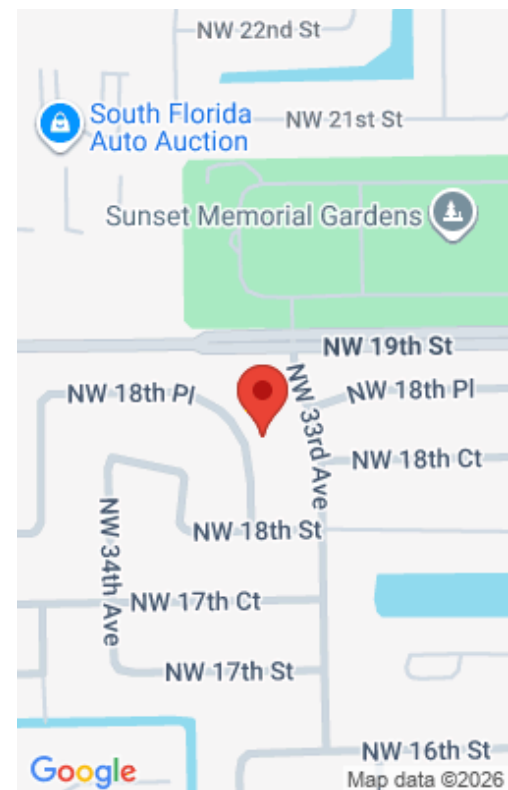 NW 22nd St
South Florida
Auto Auction
NW 21st St
Sunset Memorial Gardens
NW 19th St
NW 18th Pl
NW 33rd Ave
NW 18th Pl
NW 18th Ct
NW 34th Ave
NW 18th St
NW 17th Ct
NW 17th St
NW 16th St
Google
Map data ©2026